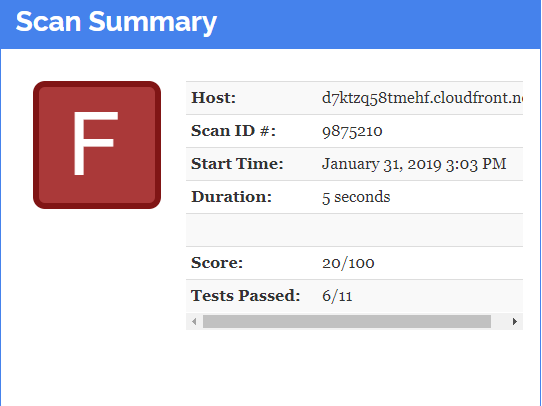 Scan Summary
F
Host: d7ktzq58tmehf.cloudfront.n
Scan ID #: 9875210
Start Time: January 31, 2019 3:03 PM
Duration: 5 seconds
Score: 20/100
Tests Passed: 6/11